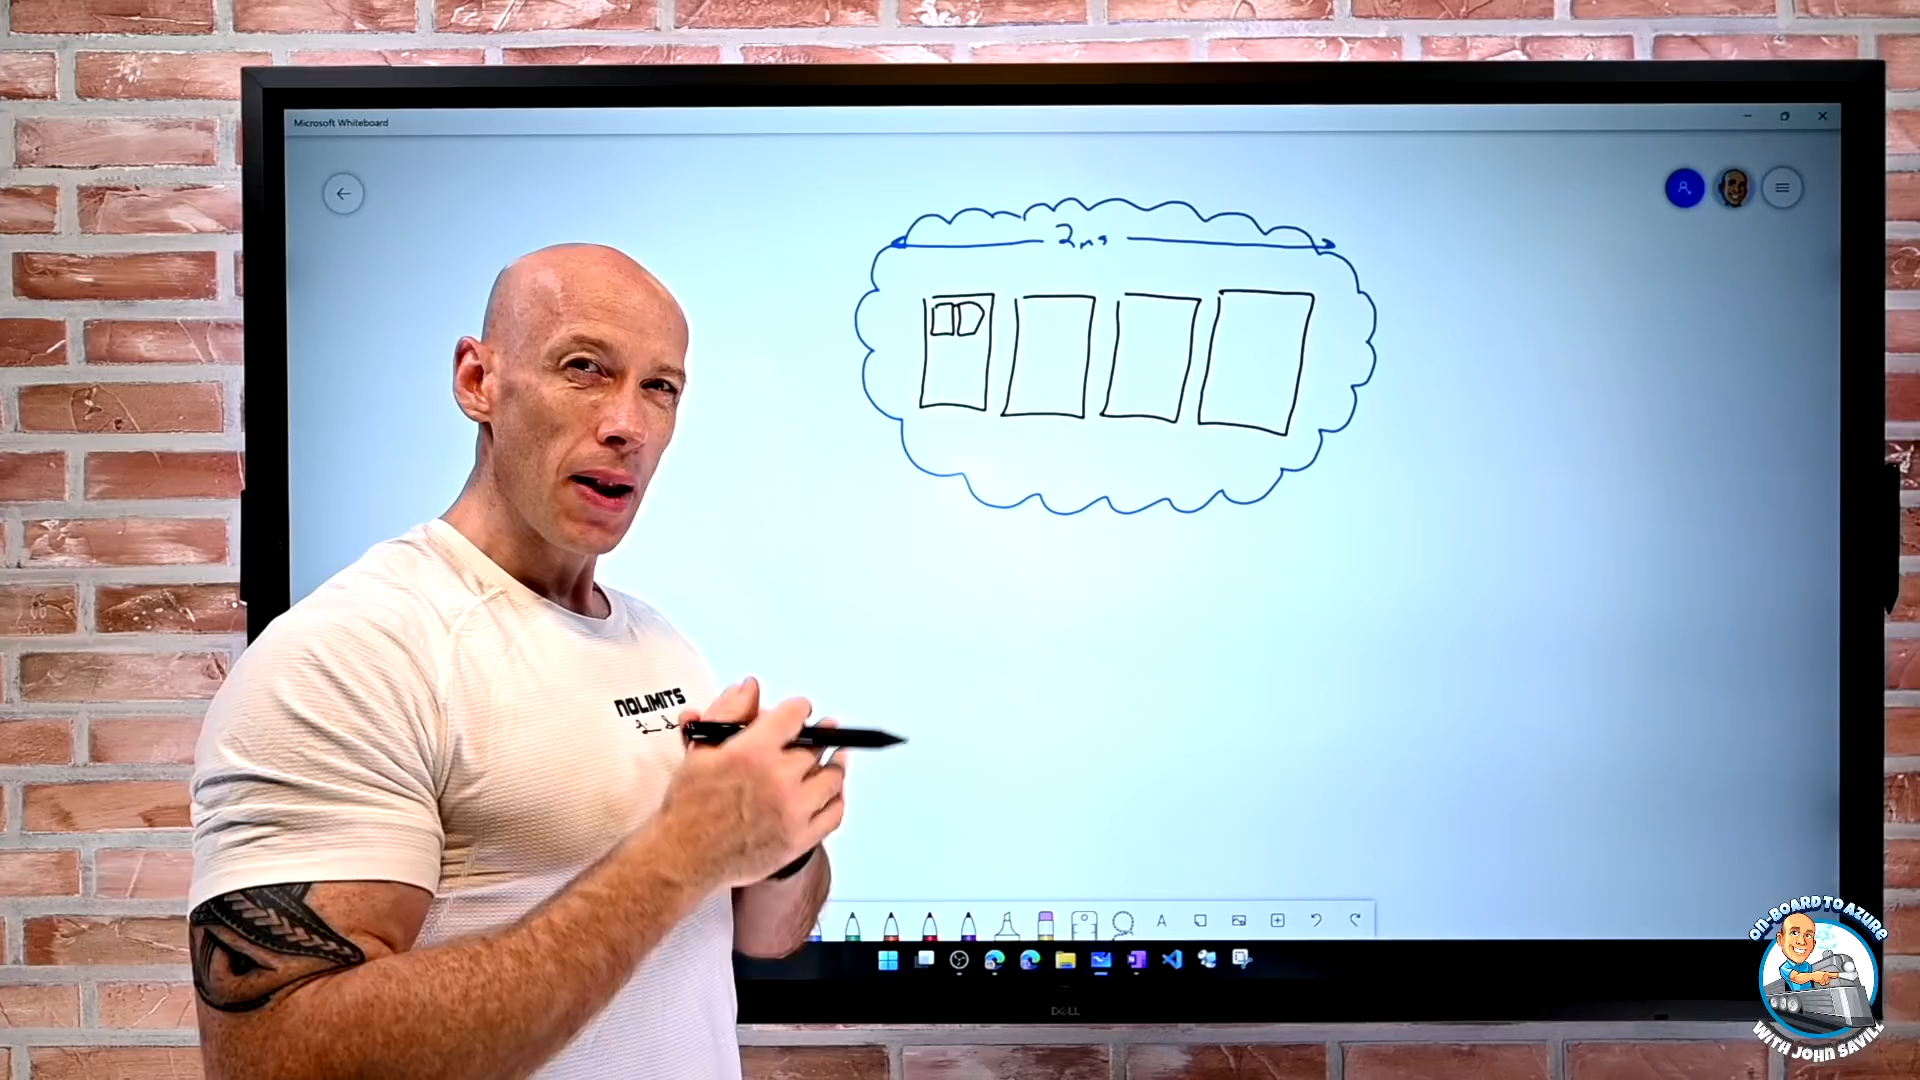 Microsoft Whiteboard
2ms
NOLIMITS
A
DELL
ON-BOARD TO AZURE
WITH JOHN SAVILL